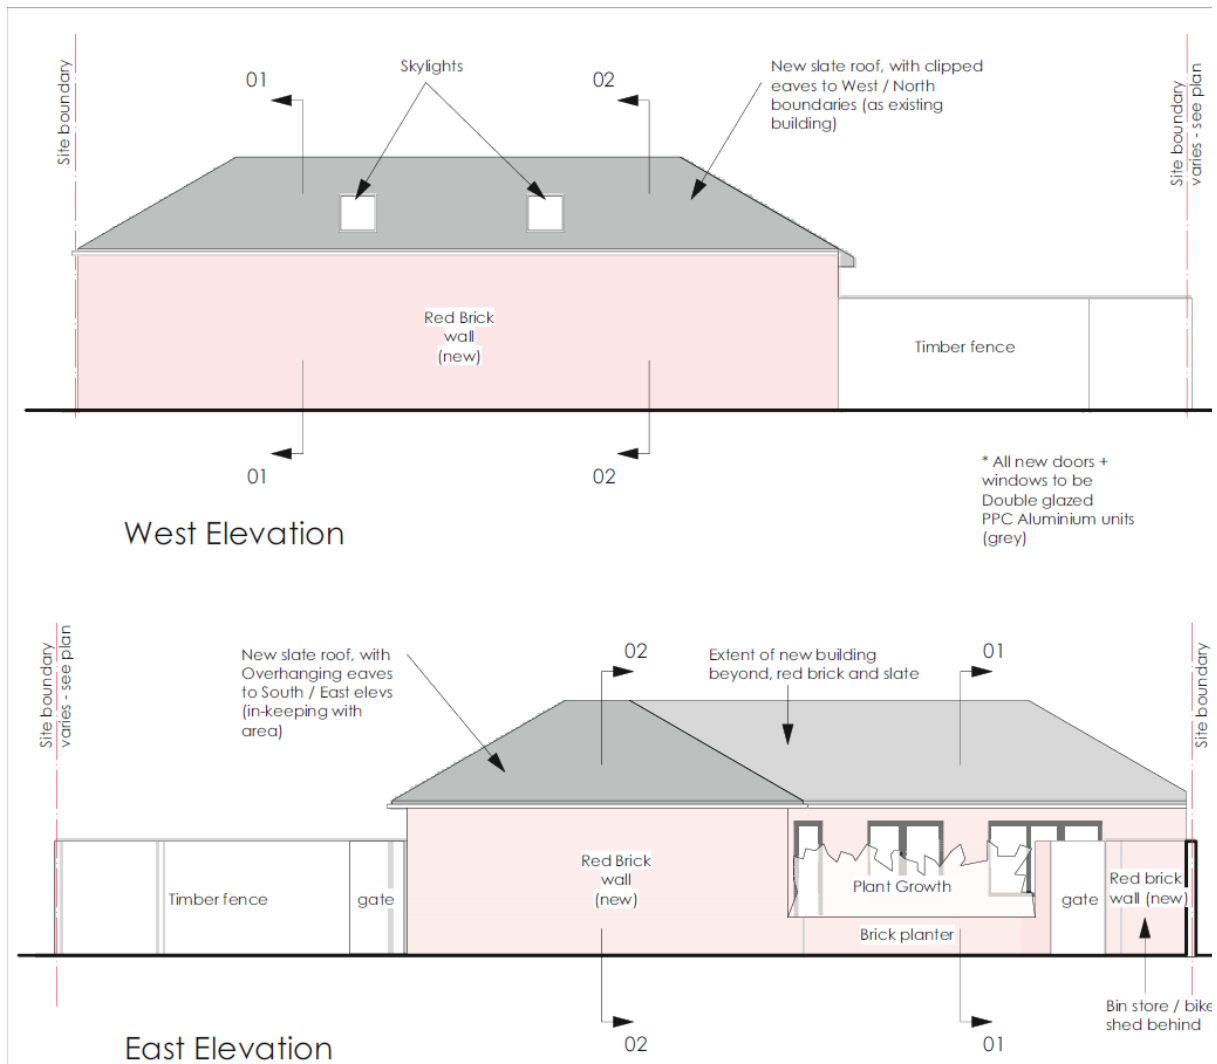 Site boundary
01
Skylights
02
New slate roof, with clipped
eaves to West / North
boundaries (as existing
building)
Site boundary
varies - see plan
Red Brick
wall
(new)
Timber fence
01
02
* All new doors +
windows to be
Double glazed
PPC Aluminium units
(grey)
West Elevation
Site boundary
varies - see plan
New slate roof, with
Overhanging eaves
to South / East elevs
(in-keeping with
area)
02
Extent of new building
beyond, red brick and slate
01
Site boundary
Timber fence
gate
Red Brick
wall
(new)
Plant Growth
Brick planter
gate
Red brick
wall (new)
Bin store / bike
shed behind
02
01
East Elevation